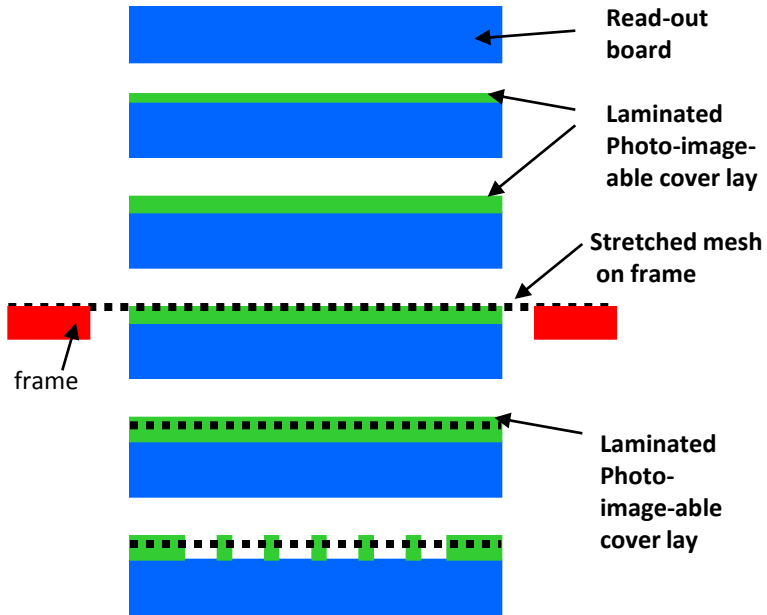 Read-out
board
Laminated
Photo-image-
able cover lay
Stretched mesh
on frame
frame
Laminated
Photo-
image-able
cover lay